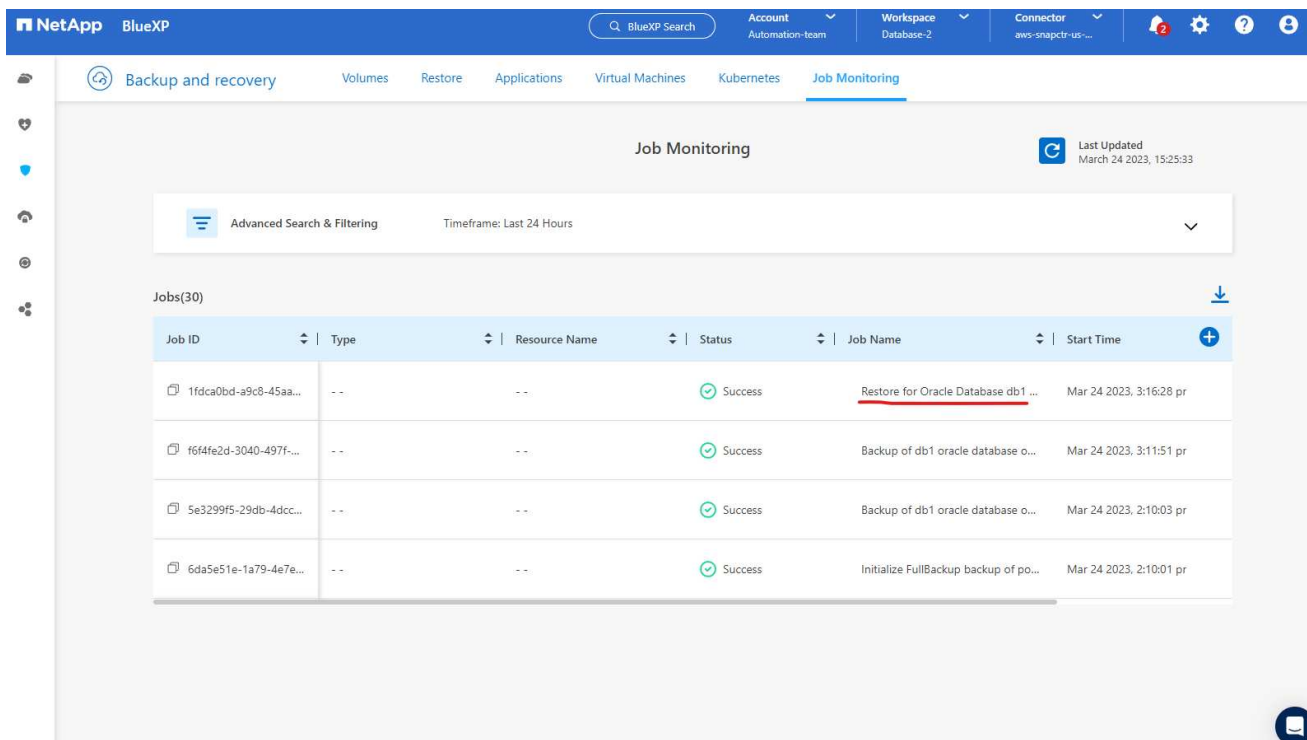 NetApp BlueXP
BlueXP Search
Account
Automation-team
Workspace
Database-2
Connector
aws-snapctr-us-...
2
Backup and recovery
Volumes
Restore
Applications
Virtual Machines
Kubernetes
Job Monitoring
Job Monitoring
Last Updated
March 24 2023, 15:25:33
Advanced Search & Filtering
Timeframe: Last 24 Hours
Jobs(30)
Job ID | Type | Resource Name | Status | Job Name | Start Time
1fdca0bd-a9c8-45aa... - - - - Success Restore for Oracle Database db1 ... Mar 24 2023, 3:16:28 pr
f6f4fe2d-3040-497f-... - - - - Success Backup of db1 oracle database o... Mar 24 2023, 3:11:51 pr
5e3299f5-29db-4dcc... - - - - Success Backup of db1 oracle database o... Mar 24 2023, 2:10:03 pr
6da5e51e-1a79-4e7e... - - - - Success Initialize FullBackup backup of po... Mar 24 2023, 2:10:01 pr